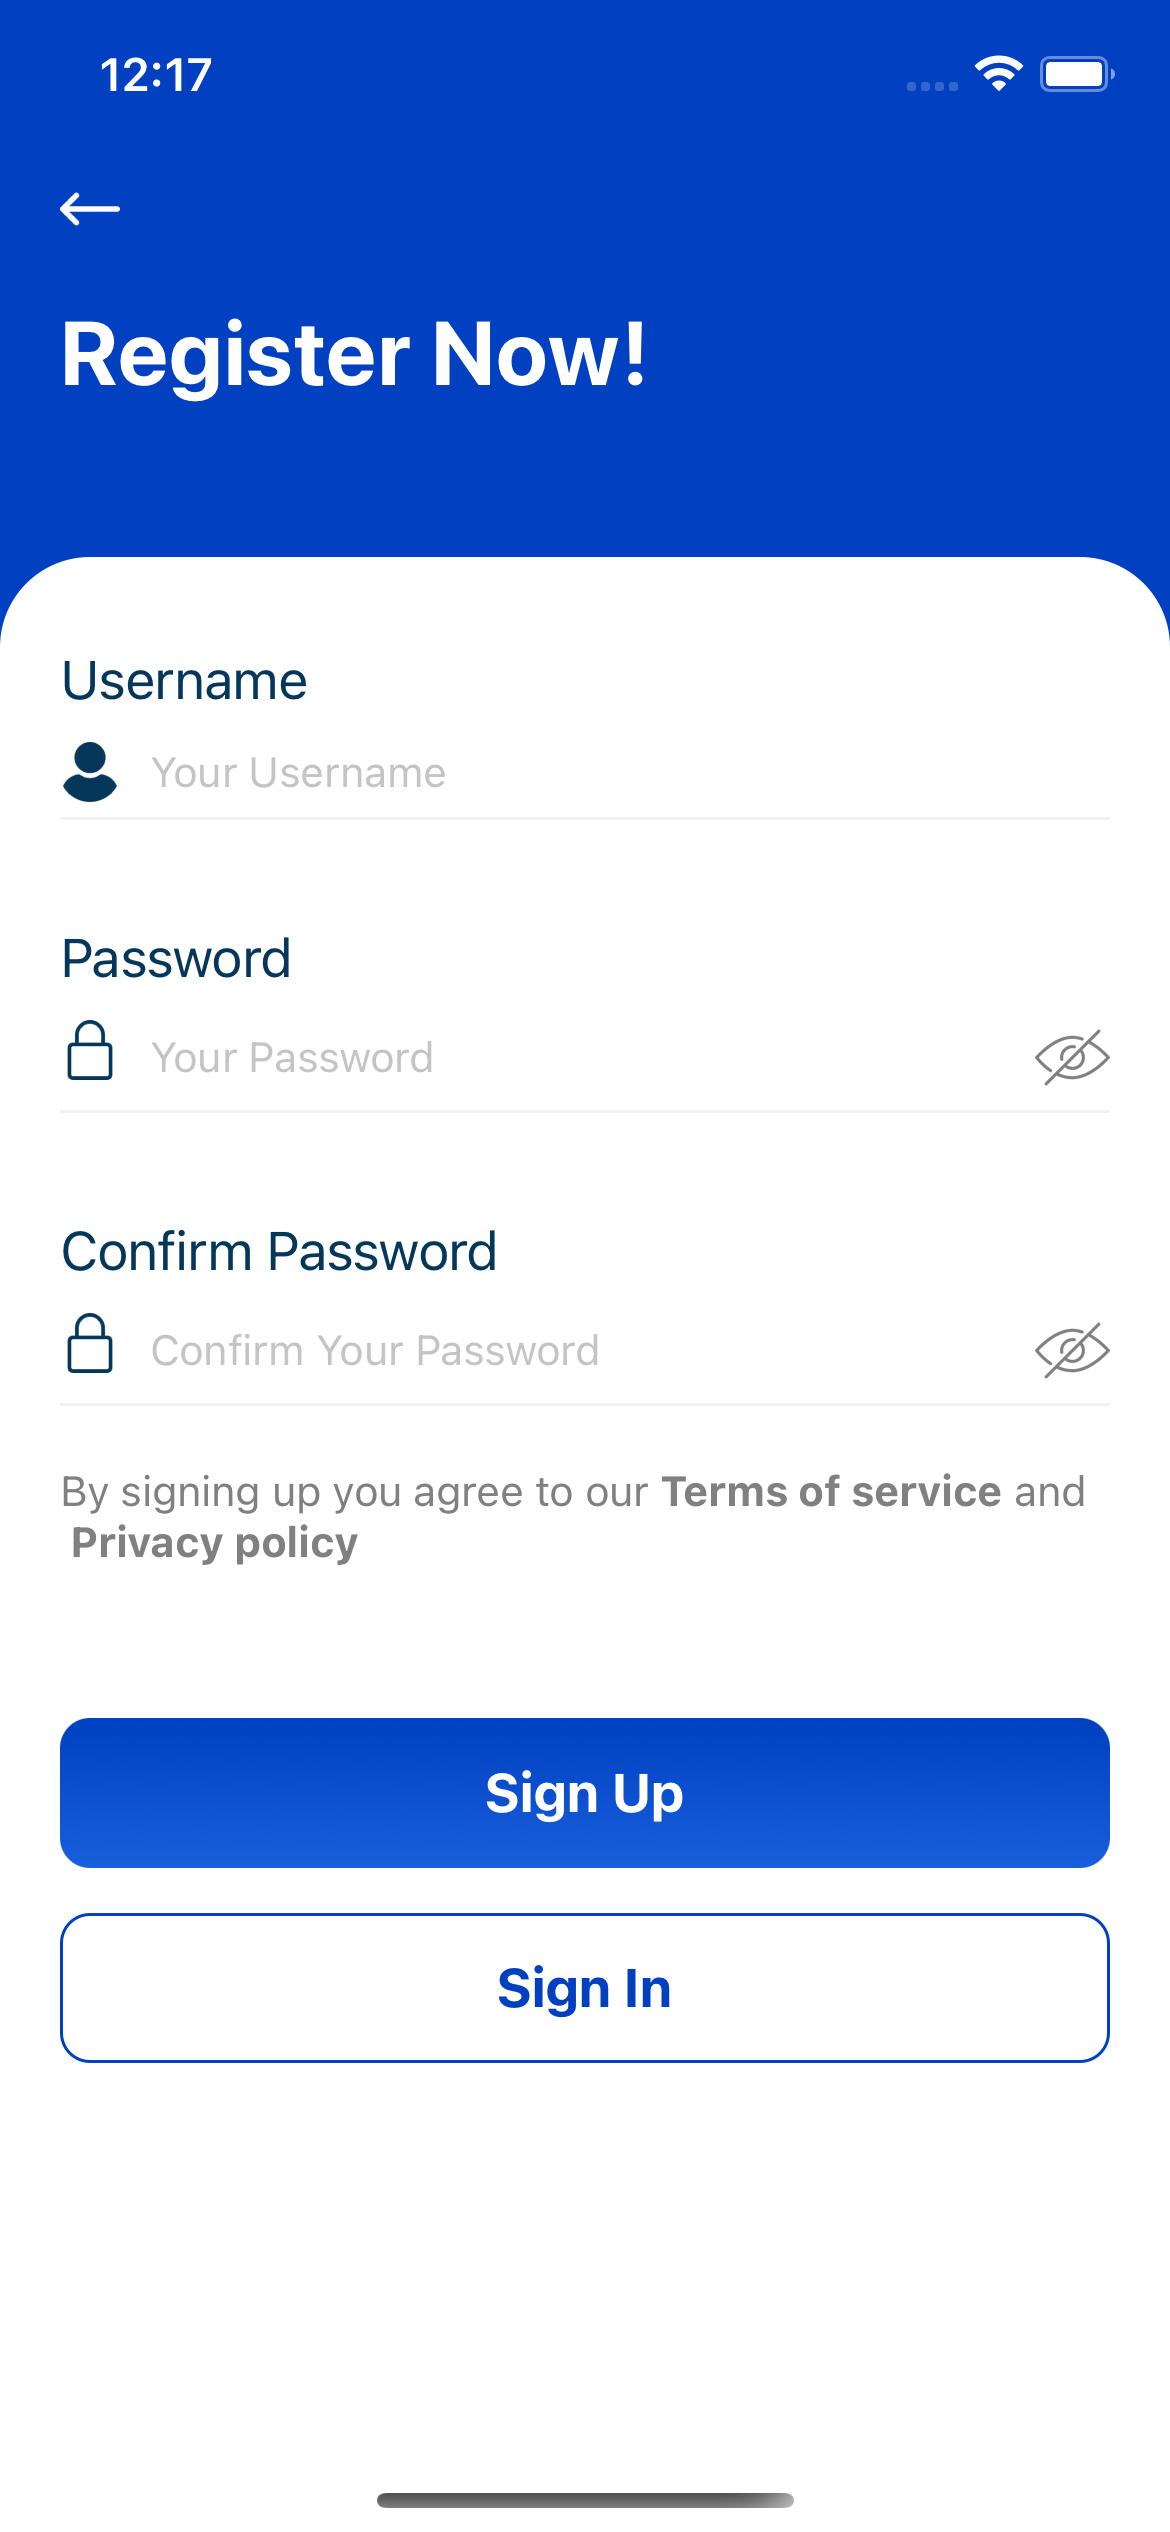 12:17
Register Now!
Username
Your Username
Password
Your Password
Confirm Password
Confirm Your Password
By signing up you agree to our Terms of service and
Privacy policy
Sign Up
Sign In